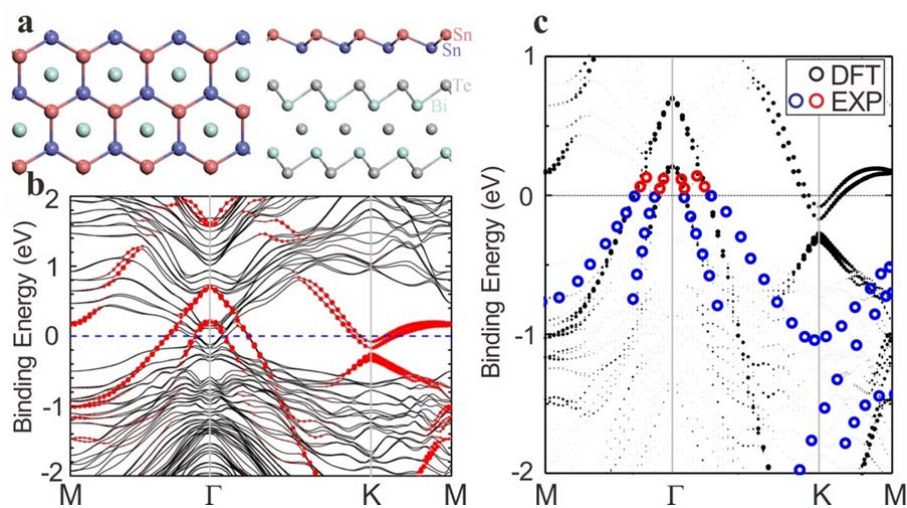 a
Sn
Sn
Te
Bi
b
Binding Energy (eV)
2
1
0
-1
-2
M Γ K M
c
DFT
EXP
Binding Energy (eV)
1
0
-1
-2
M Γ K M